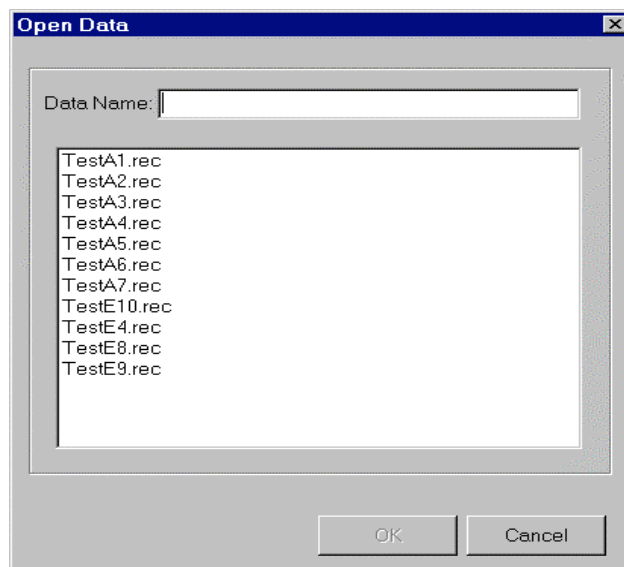 Open Data
Data Name:
TestA1.rec
TestA2.rec
TestA3.rec
TestA4.rec
TestA5.rec
TestA6.rec
TestA7.rec
TestE10.rec
TestE4.rec
TestE8.rec
TestE9.rec
OK Cancel